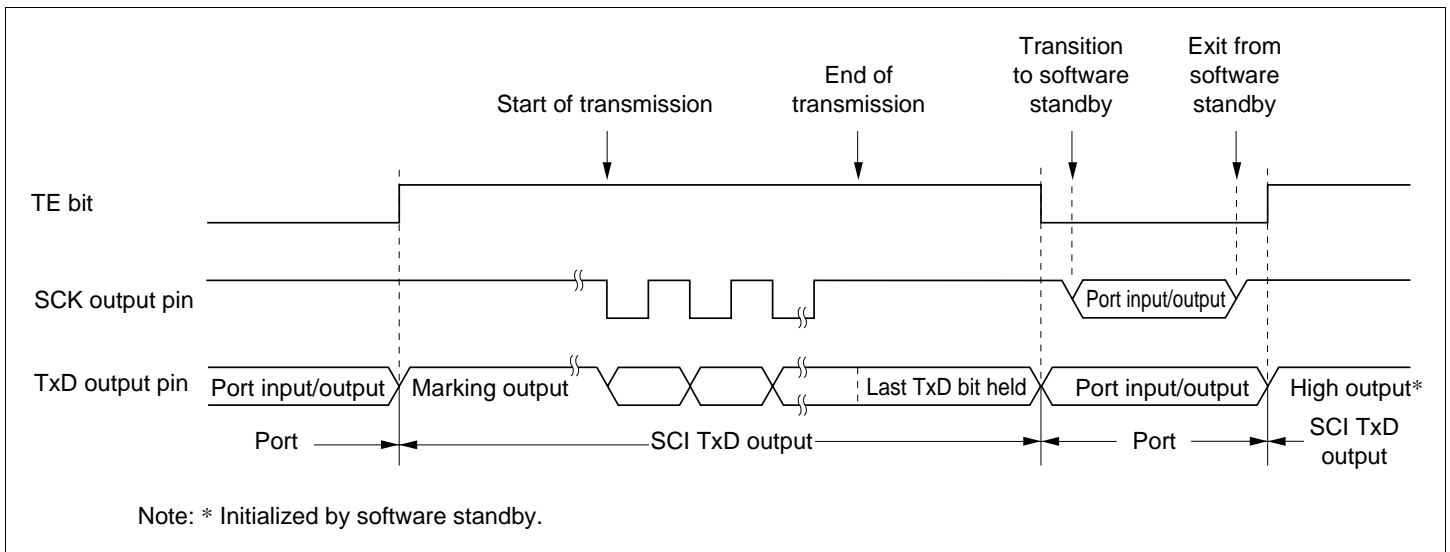 Start of transmission
End of
transmission
Transition
to software
standby
Exit from
software
standby
TE bit
SCK output pin
Port input/output
TxD output pin
Port input/output
Marking output
Last TxD bit held
Port input/output
High output*
Port
SCI TxD output
Port
SCI TxD
output
Note: * Initialized by software standby.